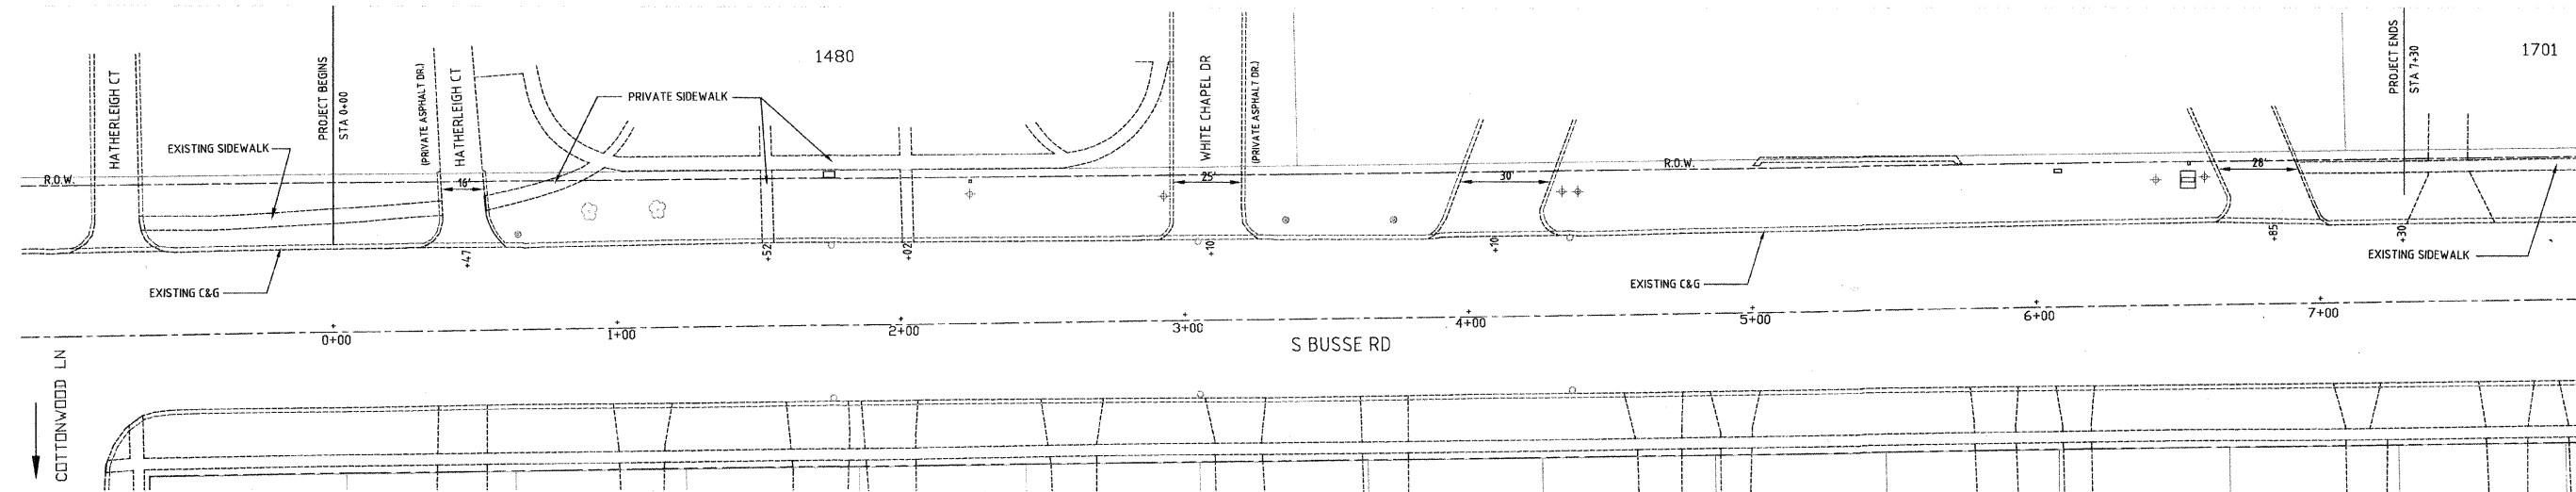 1480
1701
HATHERLEIGH CT
PROJECT BEGINS
STA 0+00
(PRIVATE ASPHALT DR.)
HATHERLEIGH CT
PRIVATE SIDEWALK
WHITE CHAPEL DR
(PRIVATE ASPHALT DR.)
PROJECT ENDS
STA 7+30
EXISTING SIDEWALK
R.O.W.
R.O.W.
16'
25'
30'
28'
+47
+52
+02
+10
+10
+85
+30
EXISTING SIDEWALK
EXISTING C&G
EXISTING C&G
0+00
1+00
2+00
3+00
4+00
5+00
6+00
7+00
S BUSSE RD
COTTONWOOD LN